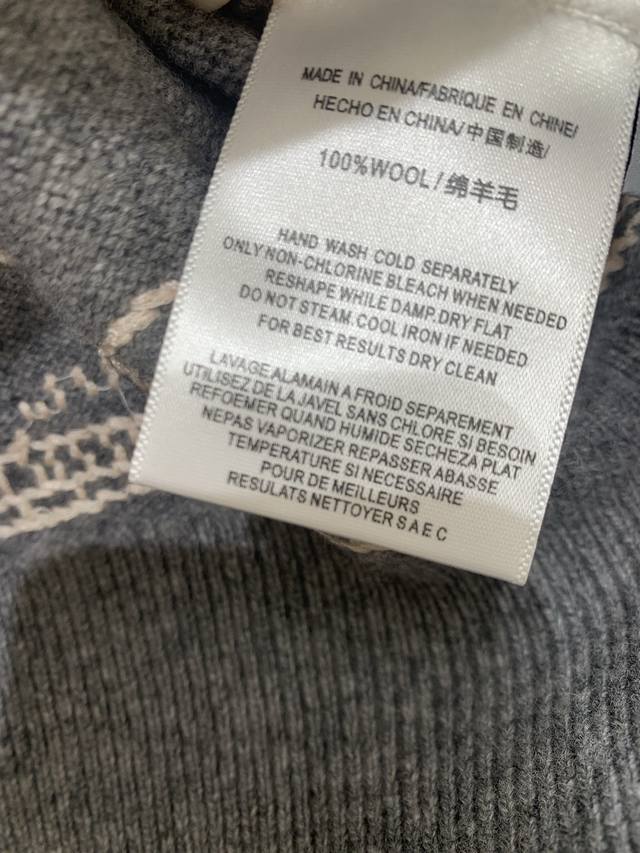 MADE IN CHINA/FABRIQUE EN CHINE/
HECHO EN CHINA/中国制造/
100%WOOL/绵羊毛
HAND WASH COLD SEPARATELY
ONLY NON-CHLORINE BLEACH WHEN NEEDED
RESHAPE WHILE DAMP.DRY FLAT
DO NOT STEAM.COOL IRON IF NEEDED
FOR BEST RESULTS DRY CLEAN
LAVAGE ALAMAIN A FROID SEPAREMENT
UTILISEZ DE LA JAVEL SANS CHLORE SI BESOIN
REFOEMER QUAND HUMIDE SECHEZA PLAT
NEPAS VAPORIZER REPASSER ABASSE
TEMPERATURE SI NECESSAIRE
POUR DE MEILLEURS
RESULATS NETTOYER S A E C